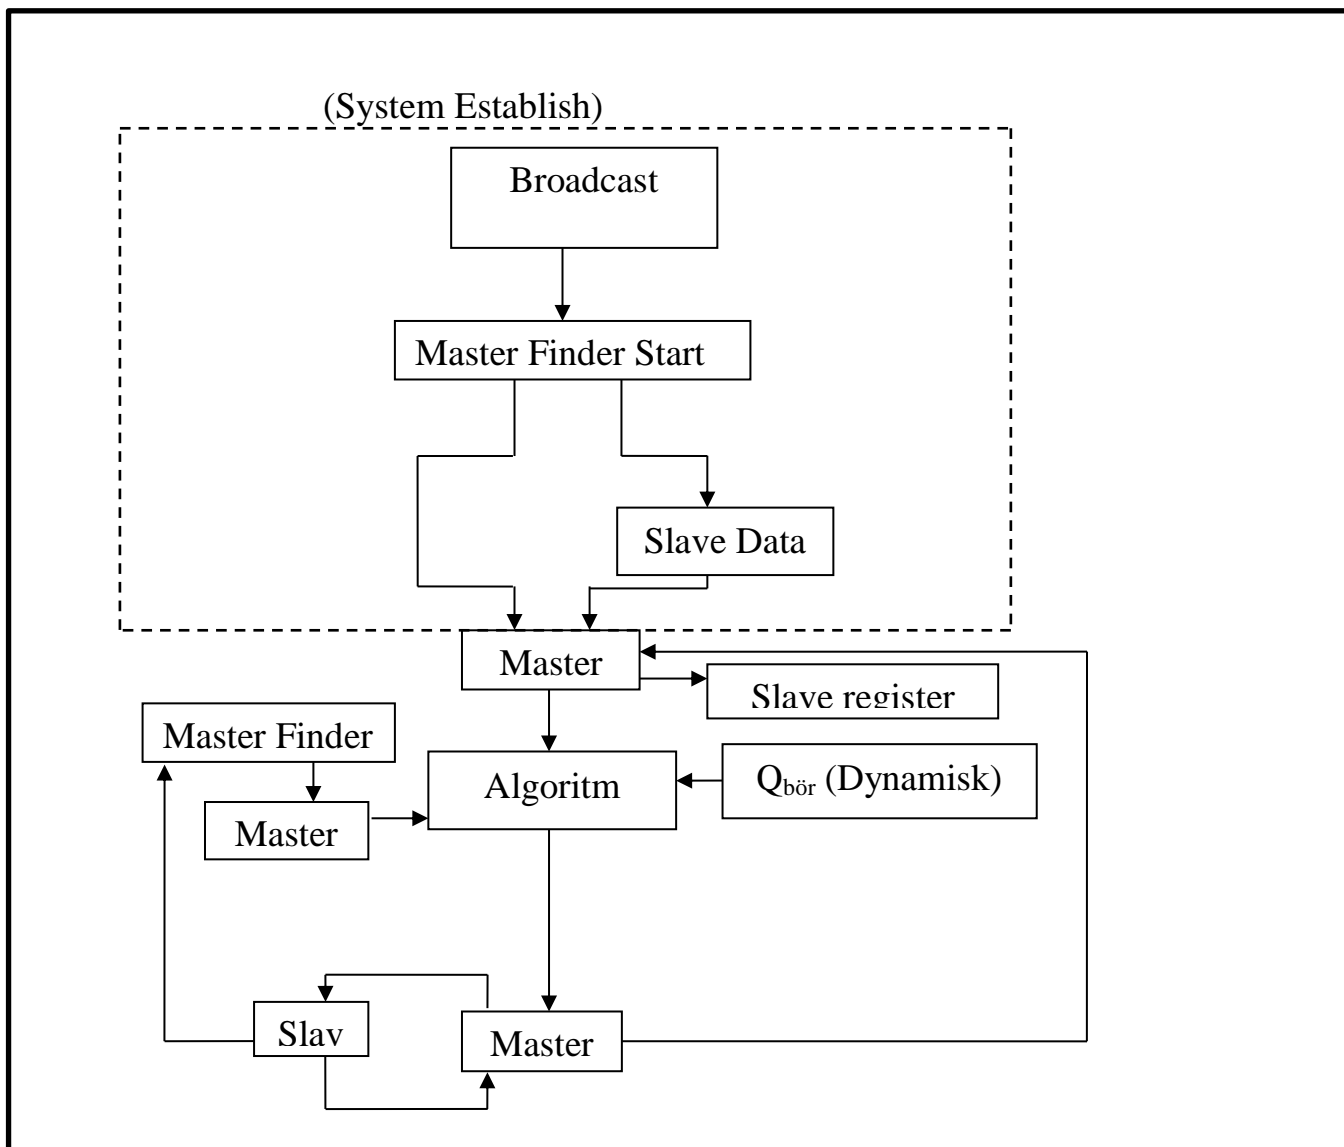 (System Establish)
Broadcast
Master Finder Start
Slave Data
Master
Slave register
Master Finder
Algoritm
Qbör (Dynamisk)
Master
Slav
Master